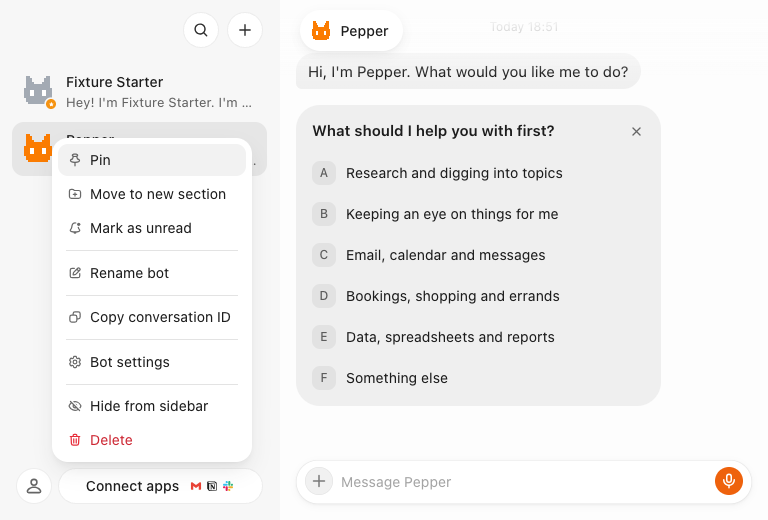 Fixture Starter
Hey! I'm Fixture Starter. I'm ...
Pin
Move to new section
Mark as unread
Rename bot
Copy conversation ID
Bot settings
Hide from sidebar
Delete
Connect apps
Pepper
Today 18:51
Hi, I'm Pepper. What would you like me to do?
What should I help you with first?
A Research and digging into topics
B Keeping an eye on things for me
C Email, calendar and messages
D Bookings, shopping and errands
E Data, spreadsheets and reports
F Something else
Message Pepper